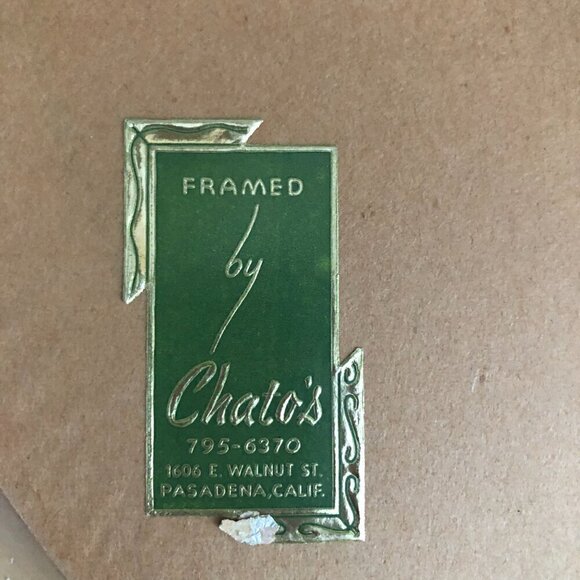 FRAMED
by
Chato's
795-6370
1606 E. WALNUT ST.
PASADENA, CALIF.